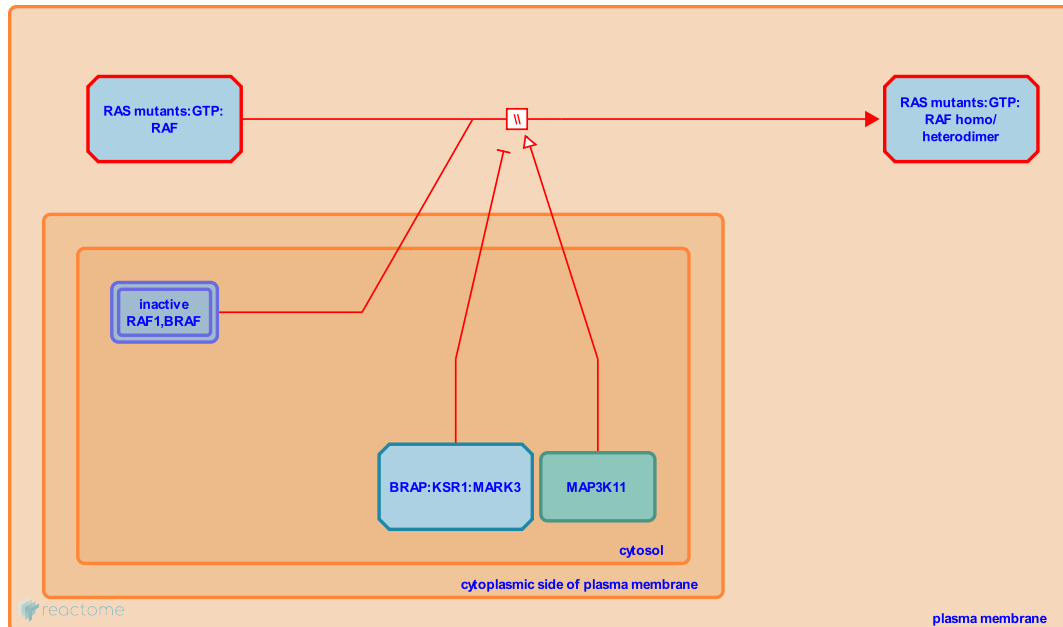 RAS mutants:GTP:
RAF
\\
RAS mutants:GTP:
RAF homo/
heterodimer
inactive
RAF1,BRAF
BRAP:KSR1:MARK3
MAP3K11
cytosol
cytoplasmic side of plasma membrane
reactome
plasma membrane